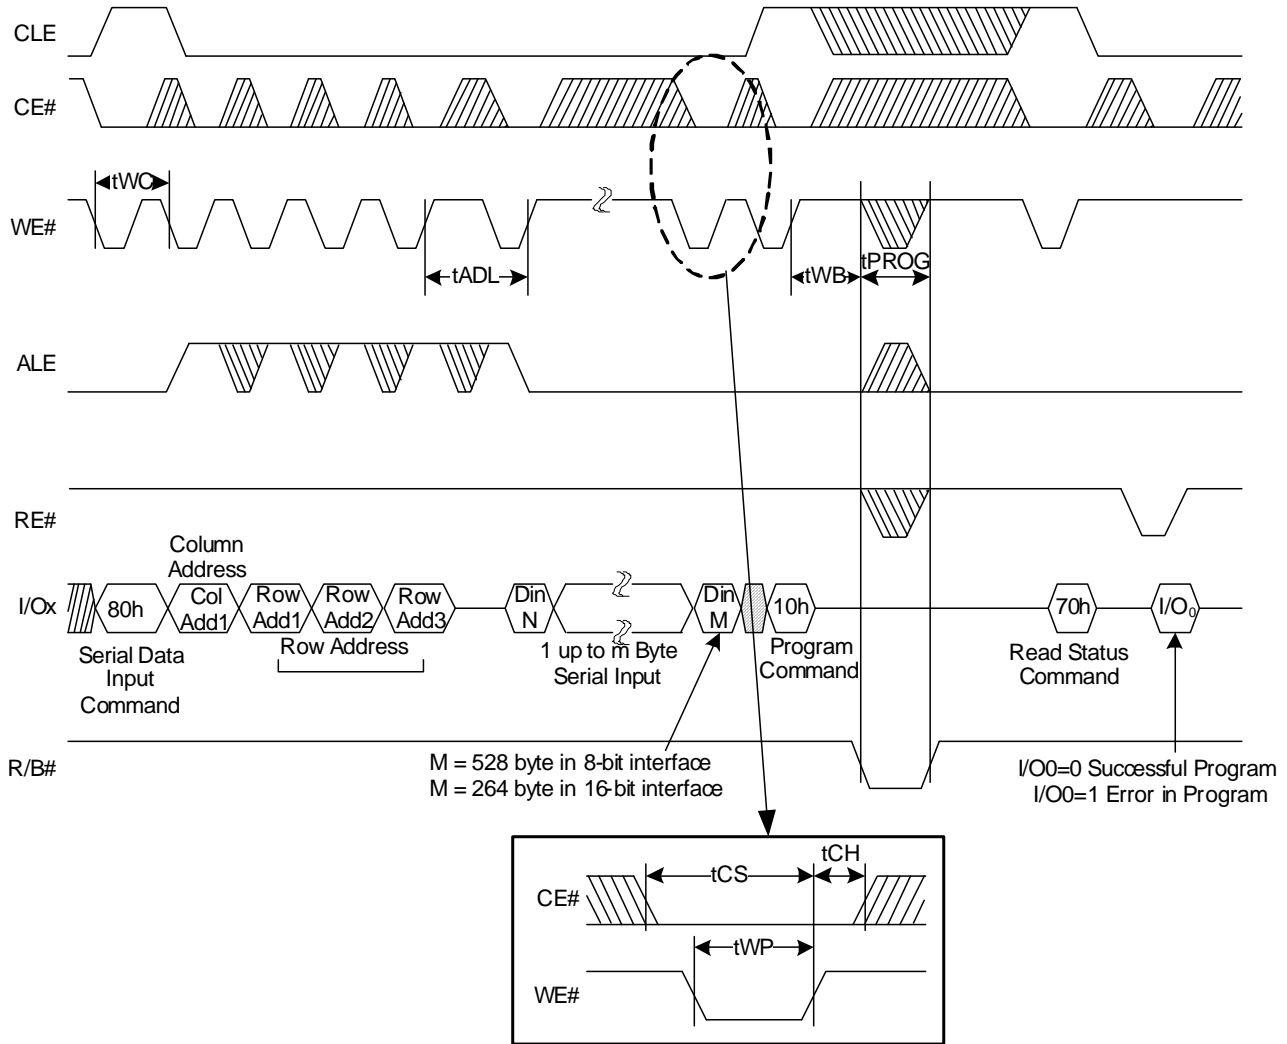 CLE
CE#
tWC
WE#
tADL
tWB
tPROG
ALE
RE#
Column
Address
I/Ox
80h
Col
Add1
Row
Add1
Row
Add2
Row
Add3
Din
N
Din
M
10h
70h
I/O0
Serial Data
Input
Command
Row Address
1 up to m Byte
Serial Input
Program
Command
Read Status
Command
R/B#
M = 528 byte in 8-bit interface
M = 264 byte in 16-bit interface
I/O0=0 Successful Program
I/O0=1 Error in Program
tCH
tCS
CE#
tWP
WE#